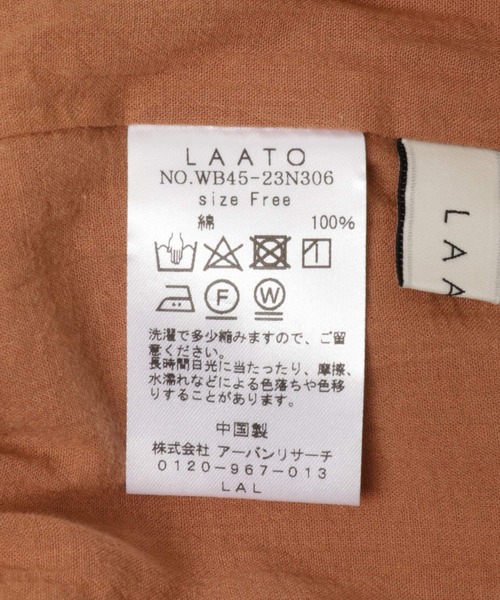 LAATO
NO.WB45-23N306
size Free
綿 100%
F W
洗濯で多少縮みますので、ご留
意ください。
長時間日光に当たったり、摩擦、
水濡れなどによる色落ちや色移
りすることがあります。
中国製
株式会社 アーバンリサーチ
0120-967-013
LAL
LAA